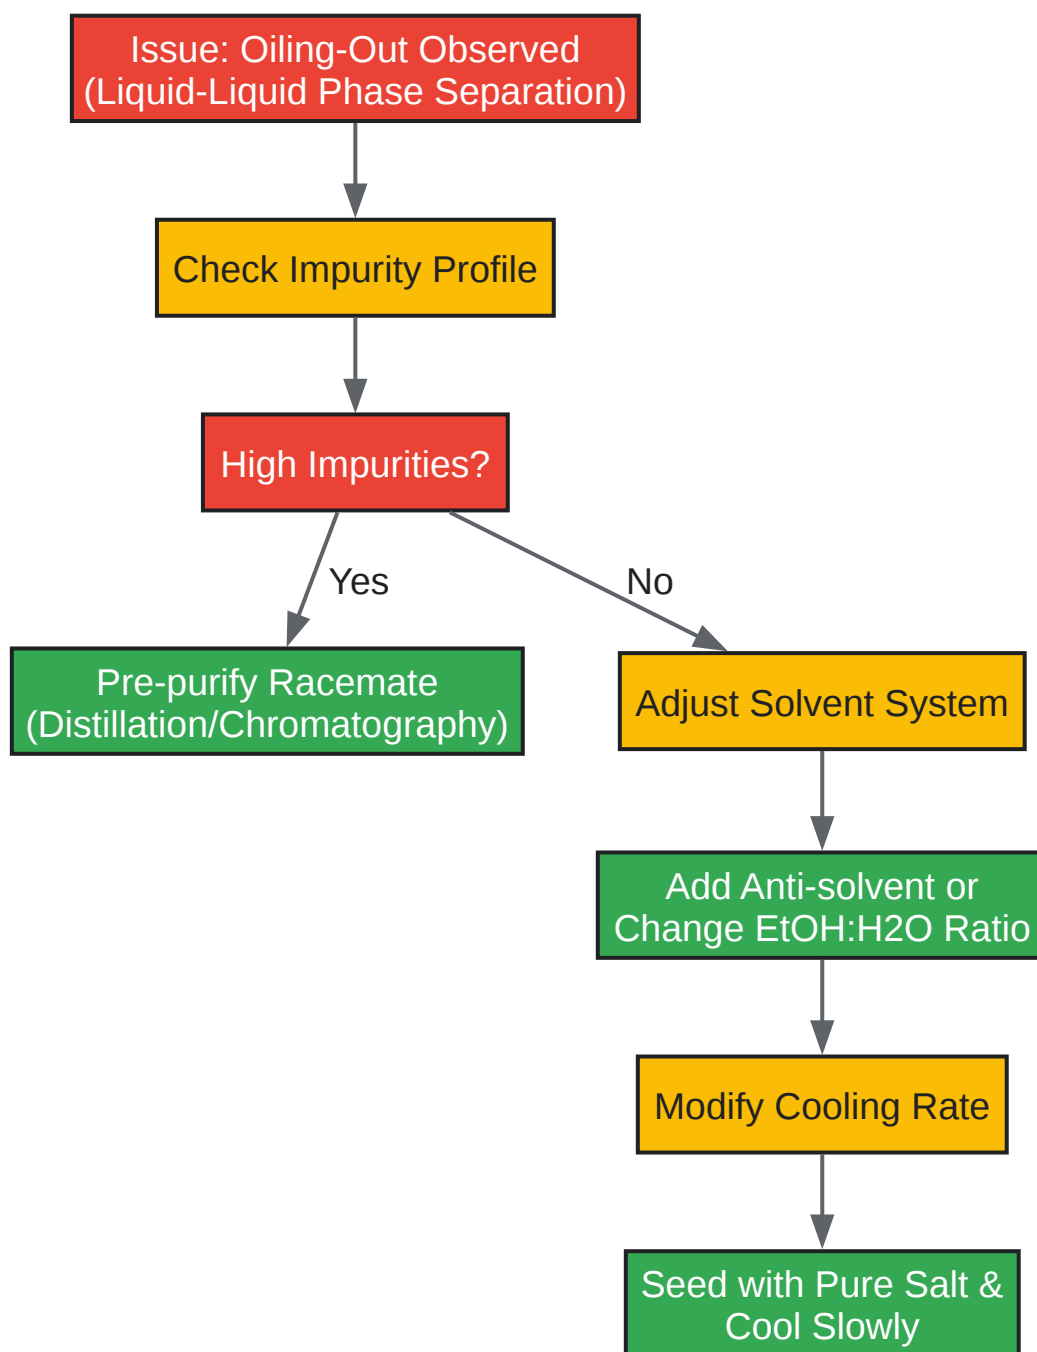 Issue: Oiling-Out Observed
(Liquid-Liquid Phase Separation)
Check Impurity Profile
High Impurities?
Yes
No
Pre-purify Racemate
(Distillation/Chromatography)
Adjust Solvent System
Add Anti-solvent or
Change EtOH:H2O Ratio
Modify Cooling Rate
Seed with Pure Salt &
Cool Slowly